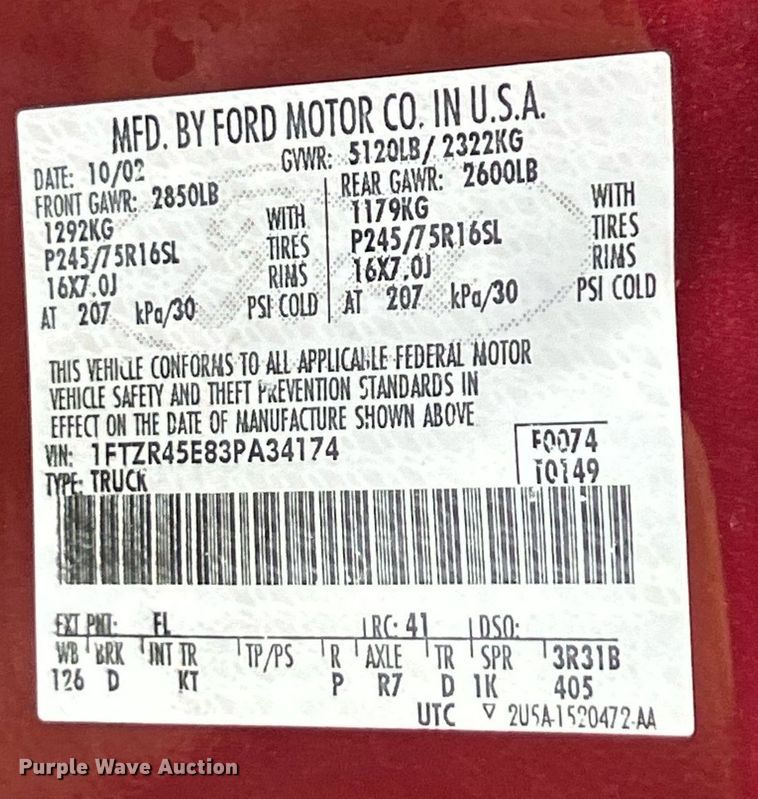 MFD. BY FORD MOTOR CO. IN U.S.A.
DATE: 10/02 GVWR: 5120LB/ 2322KG
FRONT GAWR: 2850LB REAR GAWR: 2600LB
1292KG WITH 1179KG WITH
P245/75R16SL TIRES P245/75R16SL TIRES
16X7.0J RIMS 16X7.0J RIMS
AT 207 kPa/30 PSI COLD AT 207 kPa/30 PSI COLD
THIS VEHICLE CONFORMS TO ALL APPLICABLE FEDERAL MOTOR
VEHICLE SAFETY AND THEFT PREVENTION STANDARDS IN
EFFECT ON THE DATE OF MANUFACTURE SHOWN ABOVE
VIN: 1FTZR45E83PA34174 F0074
TYPE: TRUCK T0149
EXT PNT: FL RC: 41 DSO:
WB BRK INT TR TP/PS R AXLE TR SPR 3R31B
126 D KT P R7 D 1K 405
UTC ▽ 2U5A-1520472-AA
Purple Wave Auction